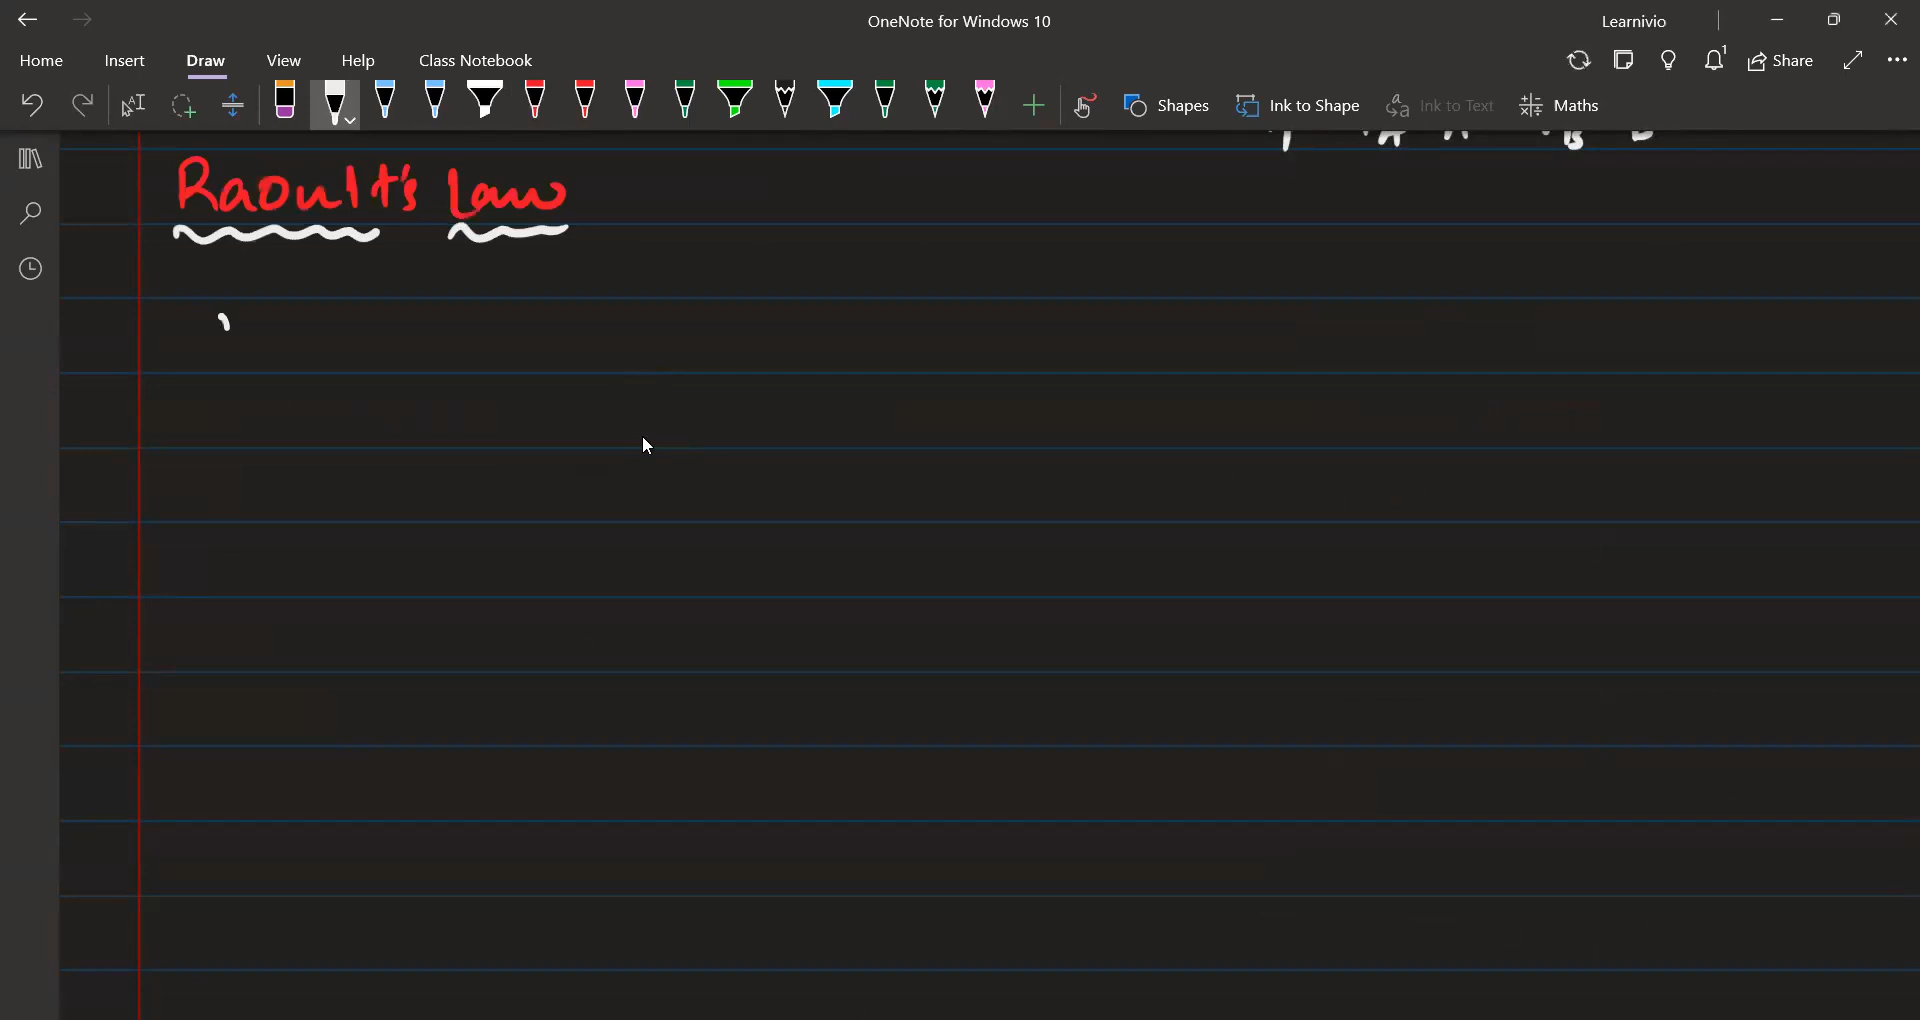 OneNote for Windows 10
Learnivio
Home Insert Draw View Help Class Notebook
1
Share
Shapes Ink to Shape Ink to Text Maths
Raoult's Law